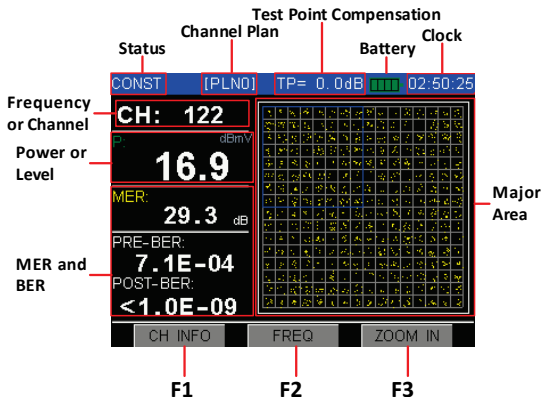 Test Point Compensation
Channel Plan
Clock
Status
Battery
CONST [PLN0] TP= 0.0dB 02:50:25
Frequency
or Channel
CH: 122
Power or
Level
P: dBmV
16.9
MER:
29.3 dB
Major
Area
MER and
BER
PRE-BER:
7.1E-04
POST-BER:
<1.0E-09
CH INFO FREQ ZOOM IN
F1 F2 F3